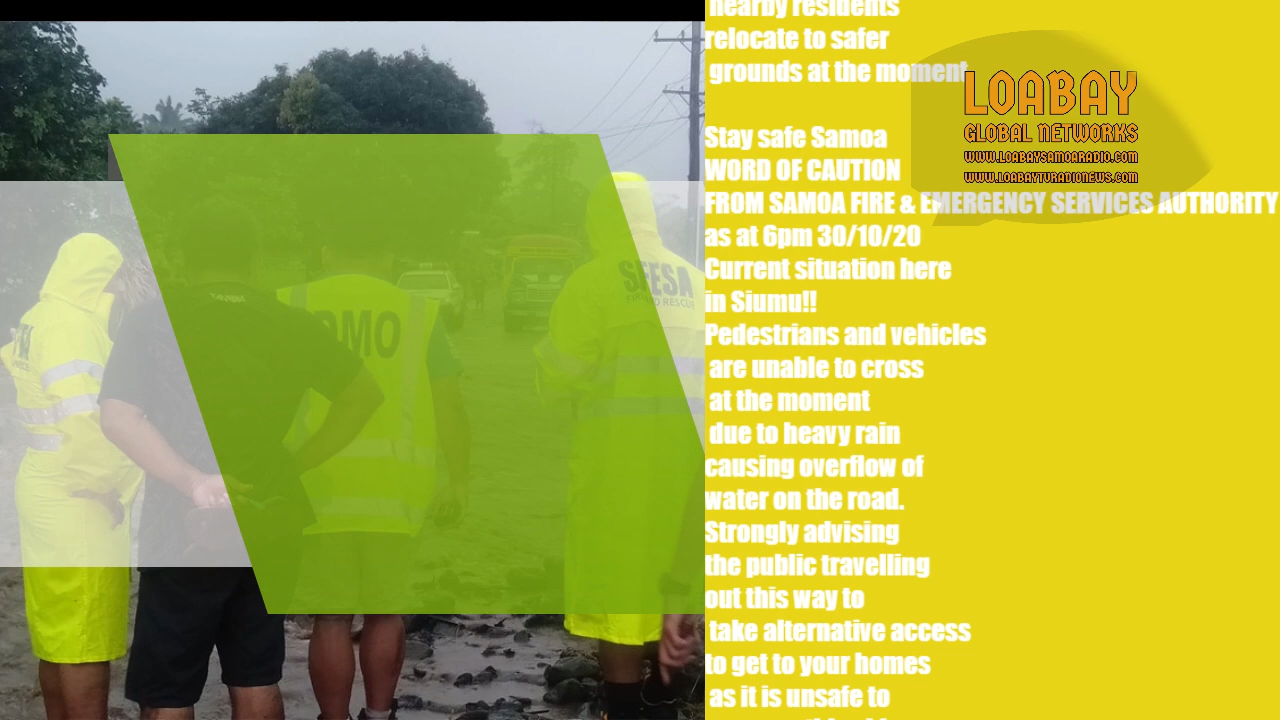 nearby residents
relocate to safer
grounds at the moment
LOABAY
GLOBAL NETWORKS
WWW.LOABAYSAMOARADIO.COM
WWW.LOABAYTVRADIONEWS.COM
Stay safe Samoa
WORD OF CAUTION
FROM SAMOA FIRE & EMERGENCY SERVICES AUTHORITY
as at 6pm 30/10/20
Current situation here
in Siumu!!
Pedestrians and vehicles
are unable to cross
at the moment
due to heavy rain
causing overflow of
water on the road.
Strongly advising
the public travelling
out this way to
take alternative access
to get to your homes
as it is unsafe to
DMO
SFESA